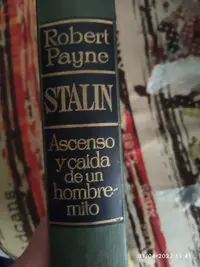 Robert
Payne
STALIN
Ascenso
y caída
de un
hombre-
mito